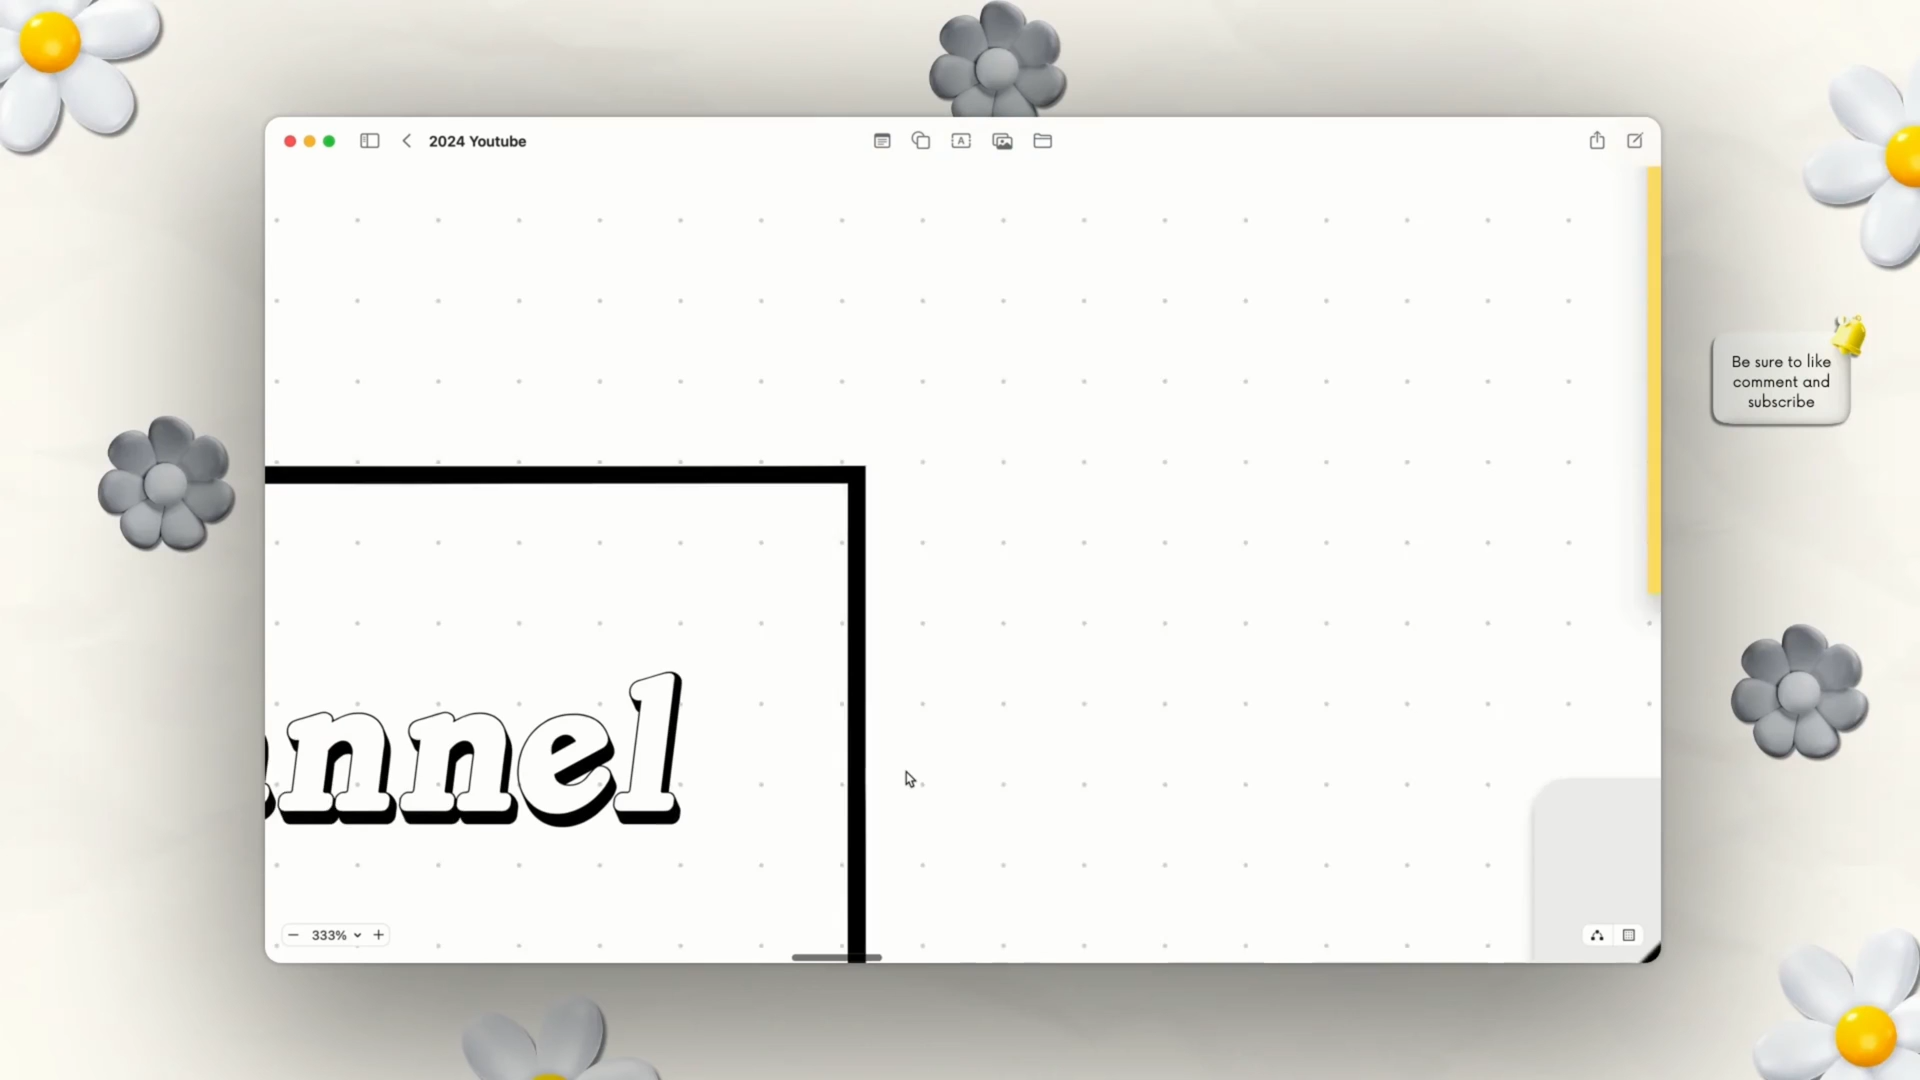 2024 Youtube
A
Be sure to like
comment and
subscribe
nnel
333%